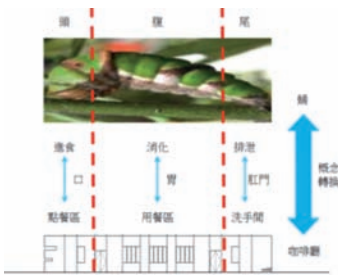 頭 腹 尾
蛹
進食 消化 排泄
口 胃 肛門
概念
轉換
點餐區 用餐區 洗手間
咖啡廳